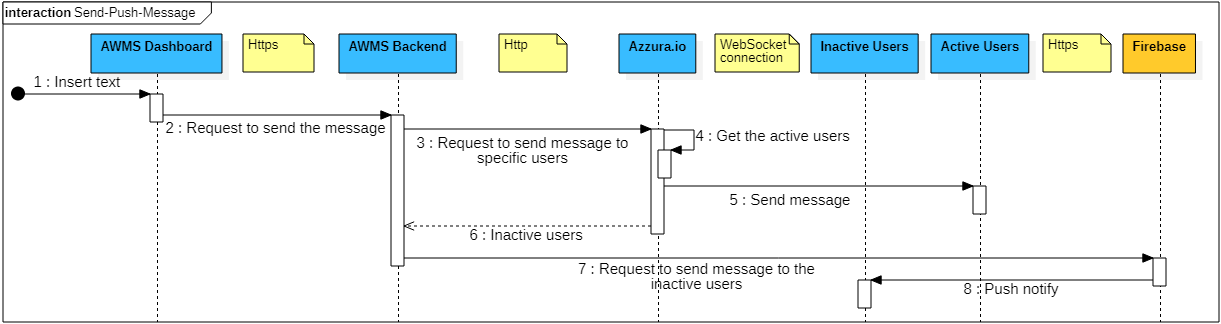 interaction Send-Push-Message
AWMS Dashboard
Https
AWMS Backend
Http
Azzura.io
WebSocket
connection
Inactive Users
Active Users
Https
Firebase
1 : Insert text
2 : Request to send the message
3 : Request to send message to
specific users
4 : Get the active users
5 : Send message
6 : Inactive users
7 : Request to send message to the
inactive users
8 : Push notify